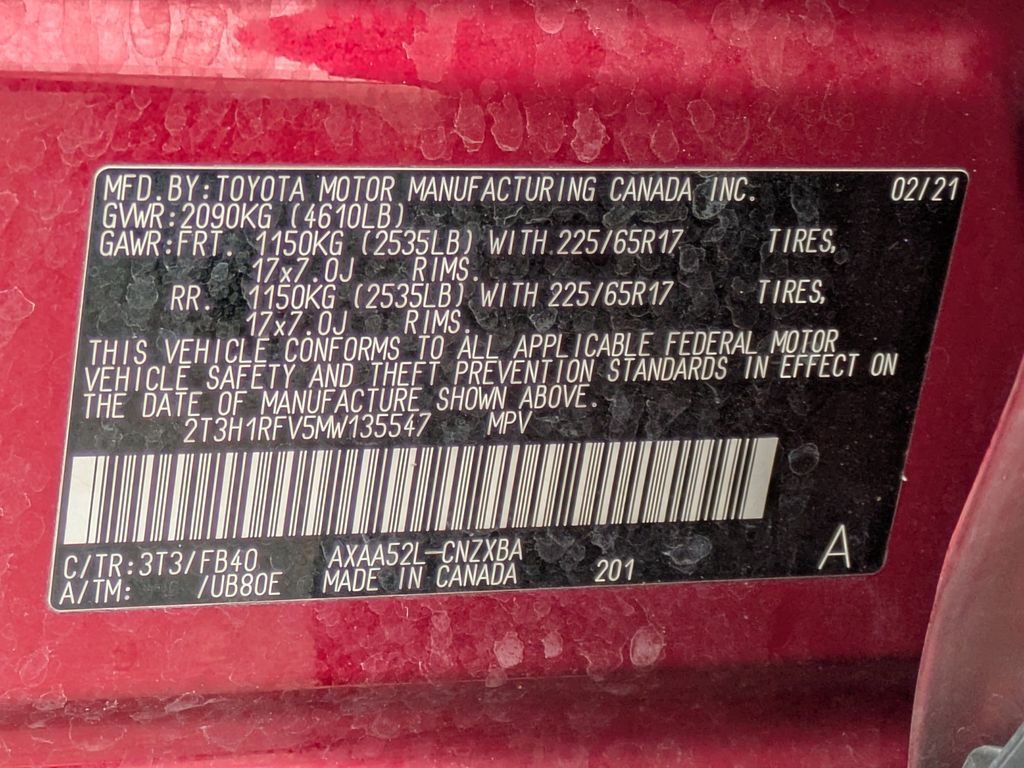 MFD.BY:TOYOTA MOTOR MANUFACTURING CANADA INC. 02/21
GVWR:2090KG (4610LB)
GAWR:FRT. 1150KG (2535LB) WITH 225/65R17 TIRES,
17x7.0J RIMS.
RR. 1150KG (2535LB) WITH 225/65R17 TIRES,
17x7.0J RIMS.
THIS VEHICLE CONFORMS TO ALL APPLICABLE FEDERAL MOTOR
VEHICLE SAFETY AND THEFT PREVENTION STANDARDS IN EFFECT ON
THE DATE OF MANUFACTURE SHOWN ABOVE.
2T3H1RFV5MW135547 MPV
C/TR:3T3/FB40 AXAA52L-CNZXBA A
A/TM: /UB80E MADE IN CANADA 201